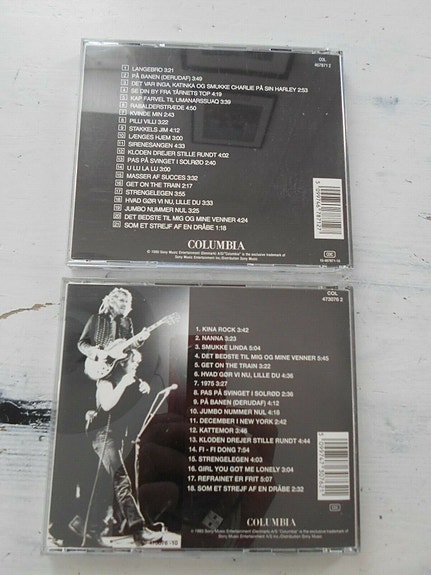 COL
467871 2
1 LANGEBRO 3:21
2 PÅ BANEN (DERUDAF) 3:49
3 DET VAR INGA, KATINKA OG SMUKKE CHARLIE PÅ SIN HARLEY 2:53
4 SE DIN BY FRA TÅRNETS TOP 4:19
5 KAP FARVEL TIL UMANARSSUAQ 3:39
6 RABALDERSTRÆDE 4:50
7 KVINDE MIN 2:43
8 PILLI VILLI 3:22
9 STAKKELS JIM 4:12
10 LÆNGES HJEM 3:00
11 SIRENESANGEN 3:44
12 KLODEN DREJER STILLE RUNDT 4:02
13 PAS PÅ SVINGET I SOLRØD 2:40
14 U LU LA LU 3:00
15 MASSER AF SUCCES 3:32
16 GET ON THE TRAIN 2:17
17 STRENGELEGEN 3:55
18 HVAD GØR VI NU, LILLE DU 3:33
19 JUMBO NUMMER NUL 3:25
20 DET BEDSTE TIL MIG OG MINE VENNER 4:24
21 SOM ET STREJF AF EN DRÅBE 1:18
COLUMBIA
Sony Music Entertainment/Distribution Sony Music
COL
473076 2
1. KINA ROCK 3:42
2. NANNA 3:23
3. SMUKKE LINDA 5:04
4. DET BEDSTE TIL MIG OG MINE VENNER 5:45
5. GET ON THE TRAIN 3:22
6. HVAD GØR VI NU, LILLE DU 4:36
7. 1975 3:27
8. PAS PÅ SVINGET I SOLRØD 2:36
9. PÅ BANEN (DERUDAF) 4:12
10. JUMBO NUMMER NUL 4:18
11. DECEMBER I NEW YORK 2:42
12. KATTEMOR 3:46
13. KLODEN DREJER STILLE RUNDT 4:44
14. FI - FI DONG 7:54
15. STRENGELEGEN 4:03
16. GIRL YOU GOT ME LONELY 3:04
17. REFRAINET ER FRIT 5:07
18. SOM ET STREJF AF EN DRÅBE 2:32
COLUMBIA